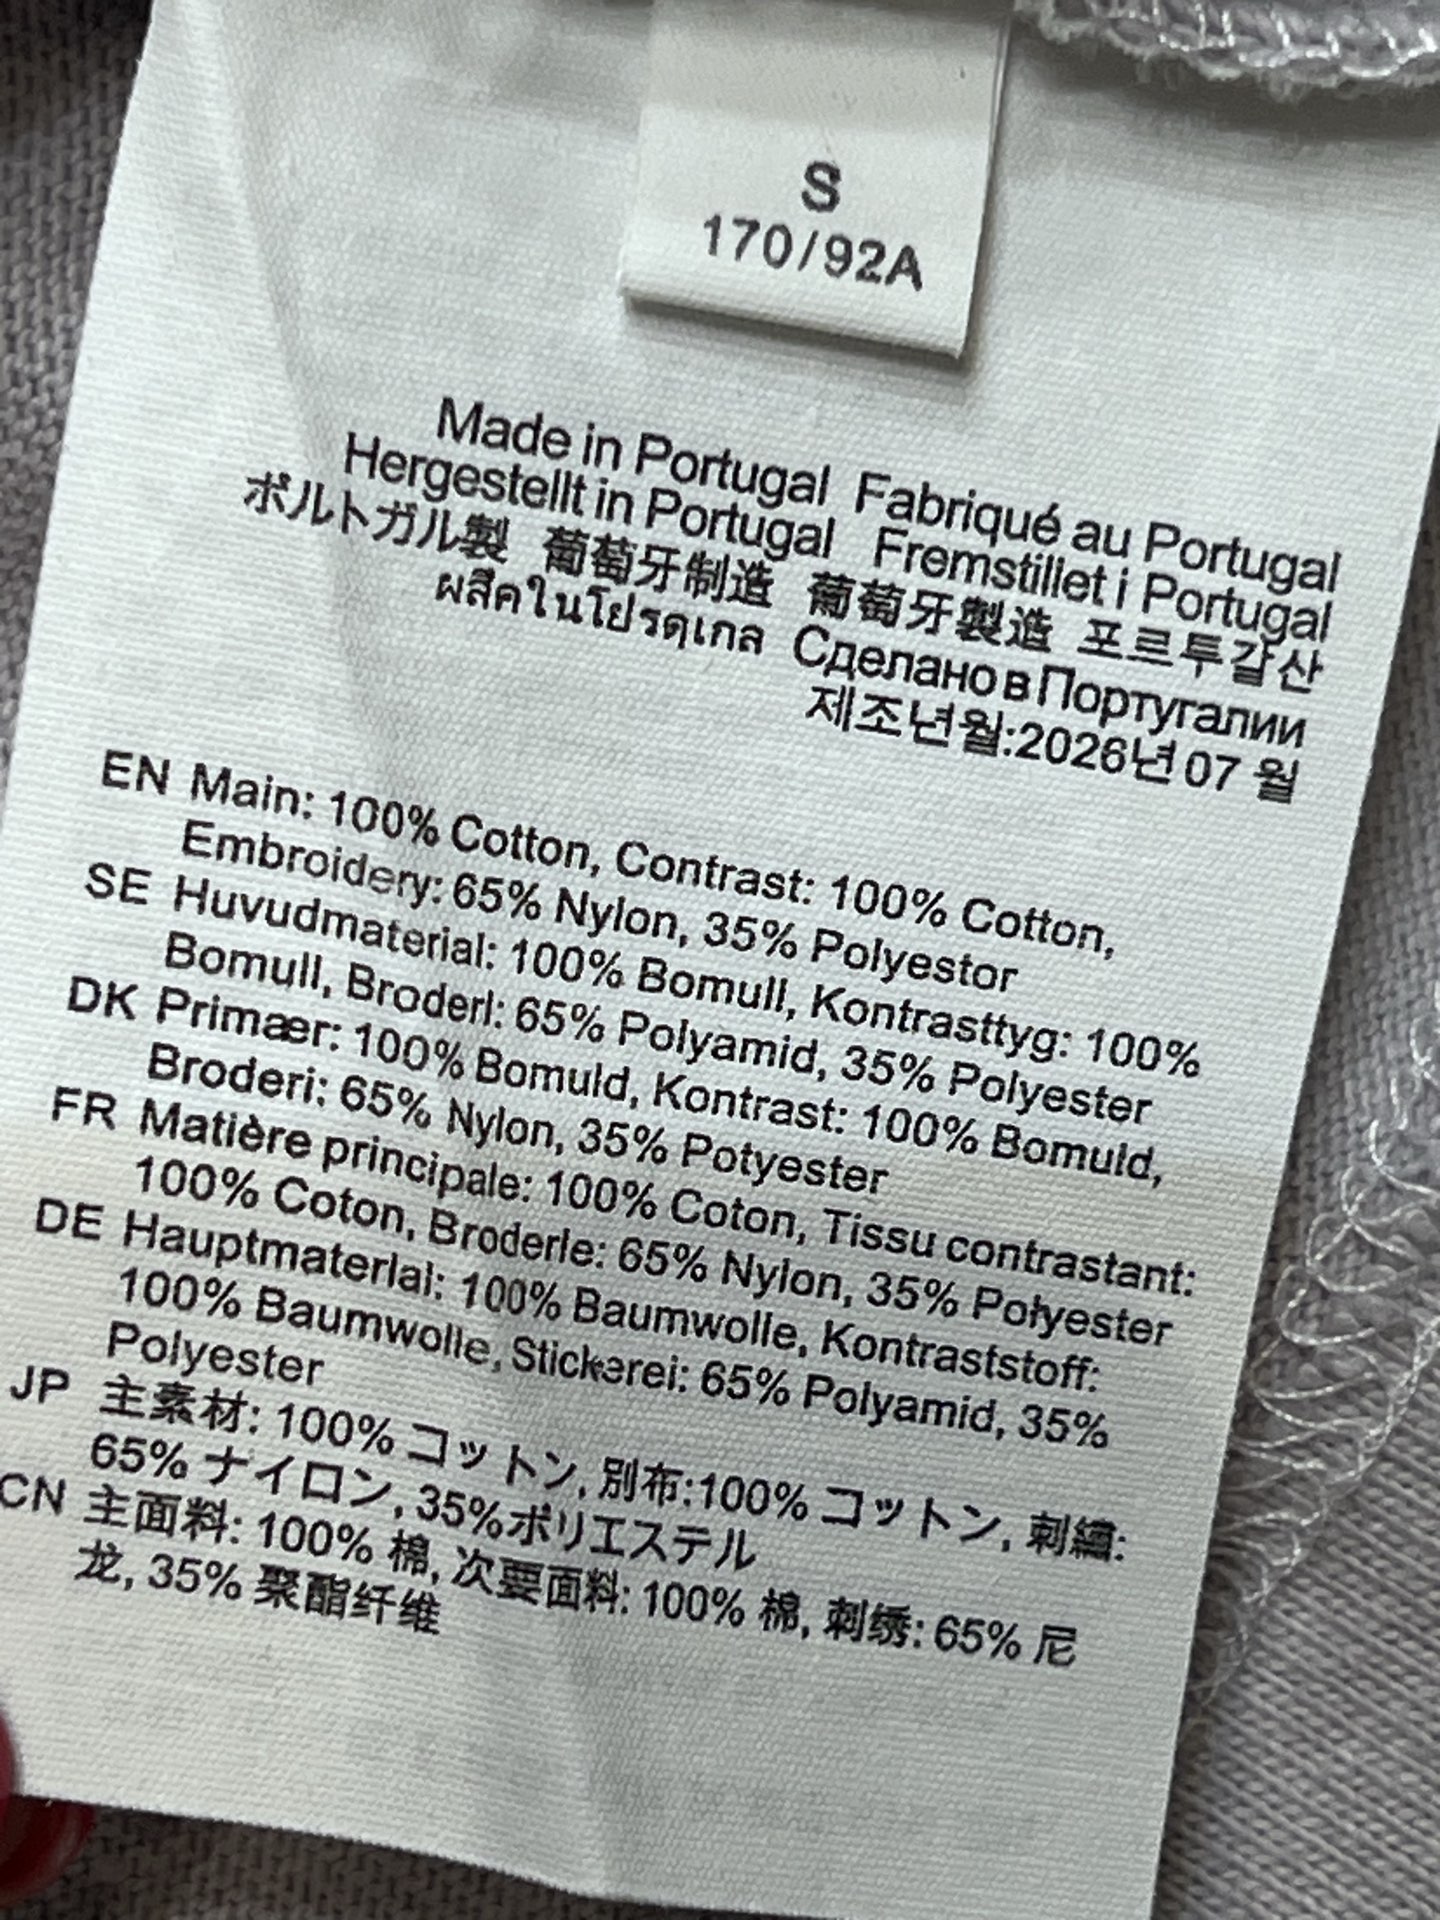 S
170/92A
Made in Portugal Fabriqué au Portugal
Hergestellt in Portugal Fremstillet i Portugal
ポルトガル製 葡萄牙制造 葡萄牙製造 포르투갈산
ผลีคในโปรตุเกล Сделано в Португалии
제조년월:2026년 07 월
EN Main: 100% Cotton, Contrast: 100% Cotton,
Embroidery: 65% Nylon, 35% Polyestor
SE Huvudmaterial: 100% Bomull, Kontrasttyg: 100%
Bomull, Broderl: 65% Polyamid, 35% Polyester
DK Primær: 100% Bomuld, Kontrast: 100% Bomuld,
Broderi: 65% Nylon, 35% Potyester
FR Matière principale: 100% Coton, Tissu contrastant:
100% Coton, Broderle: 65% Nylon, 35% Polyester
DE Hauptmaterlal: 100% Baumwolle, Kontraststoff:
100% Baumwolle, Stickerei: 65% Polyamid, 35%
Polyester
JP 主素材: 100% コットン, 別布:100% コットン, 刺繍:
65% ナイロン, 35%ポリエステル
CN 主面料: 100% 棉, 次要面料: 100% 棉, 刺绣: 65% 尼
龙, 35% 聚酯纤维